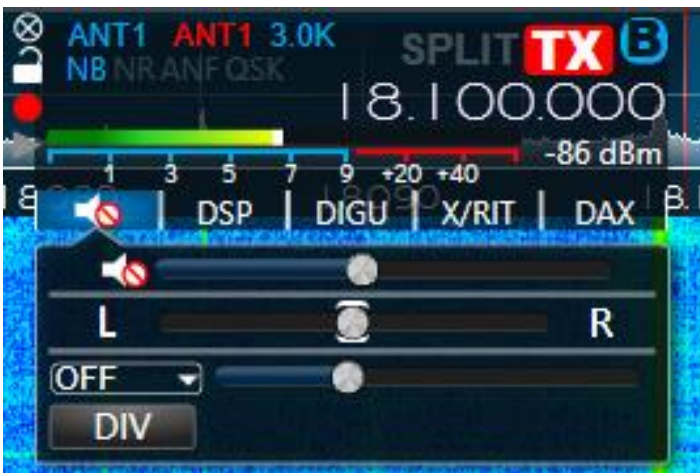 ANT1 ANT1 3.0K SPLIT TX B
NB NR ANF QSK
18.100.000
-86 dBm
1 3 5 7 9 +20 +40
DSP DIGU X/RIT DAX
L R
OFF
DIV